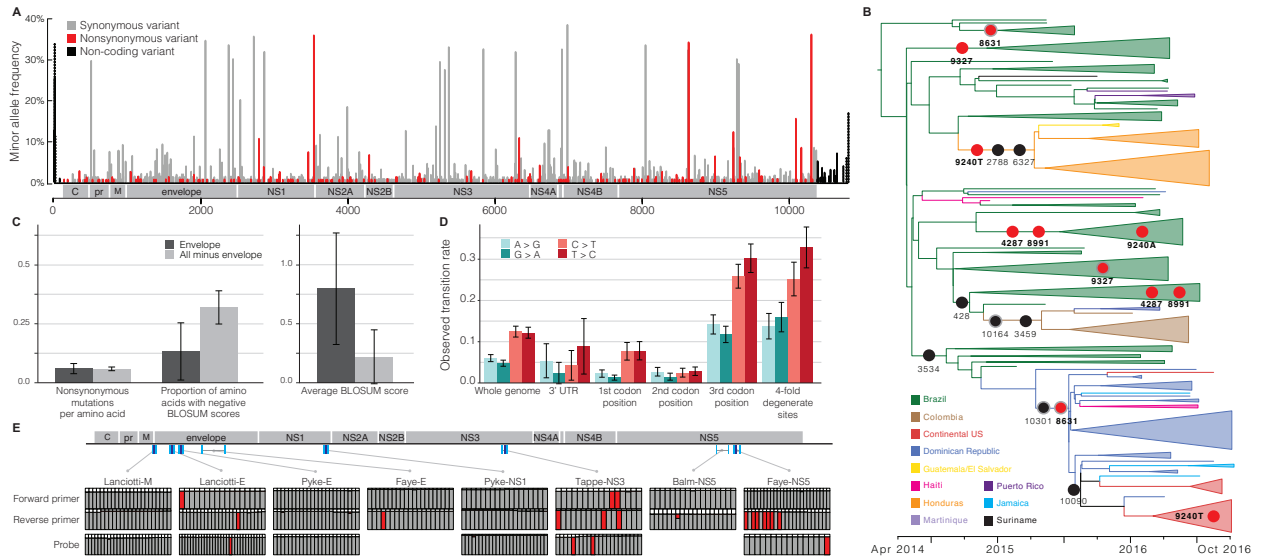 A
Minor allele frequency
40%
30%
20%
10%
0%
Synonymous variant
Nonsynonymous variant
Non-coding variant
C pr M envelope NS1 NS2A NS2B NS3 NS4A NS4B NS5
0 2000 4000 6000 8000 10000
B
8631
9327
9240T 2788 6327
4287 8991 9240A
9327
4287 8991
428
10164 3459
3534
10301 8631
10090
9240T
Brazil
Colombia
Continental US
Dominican Republic
Guatemala/El Salvador
Haiti
Honduras
Martinique
Puerto Rico
Jamaica
Suriname
Apr 2014 2015 2016 Oct 2016
C
Envelope
All minus envelope
0.5
0.25
0.0
Nonsynonymous
mutations
per amino acid
Proportion of amino
acids with negative
BLOSUM scores
1.0
0.5
0.0
Average BLOSUM score
D
Observed transition rate
0.3
0.2
0.1
0.0
A > G
G > A
C > T
T > C
Whole genome
3' UTR
1st codon
position
2nd codon
position
3rd codon
position
4-fold
degenerate
sites
E
C pr M envelope NS1 NS2A NS2B NS3 NS4A NS4B NS5
Lanciotti-M Lanciotti-E Pyke-E Faye-E Pyke-NS1 Tappe-NS3 Balm-NS5 Faye-NS5
Forward primer
Reverse primer
Probe